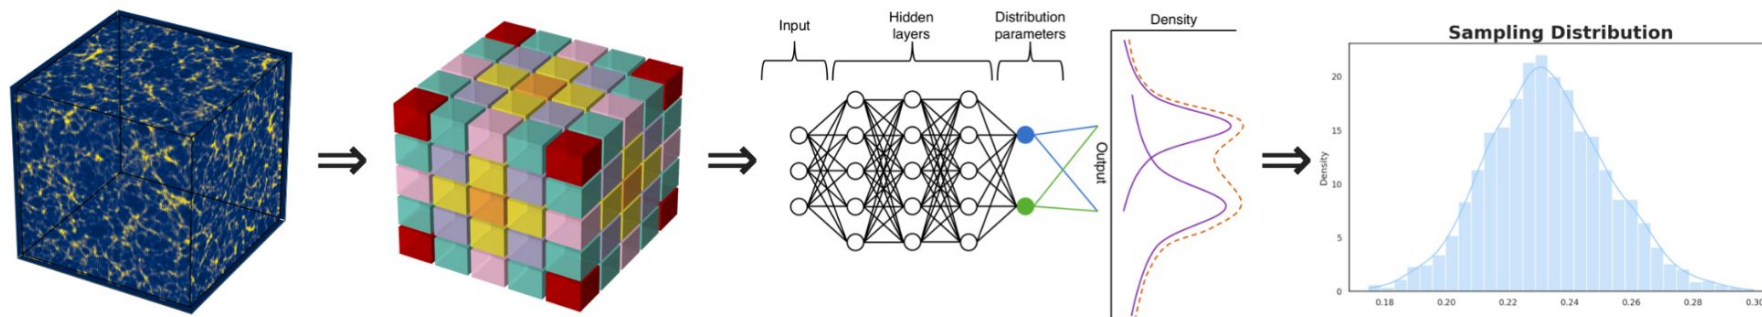 Input
Hidden
layers
Distribution
parameters
Density
Output
Sampling Distribution
Density
20
15
10
5
0
0.18
0.20
0.22
0.24
0.26
0.28
0.30